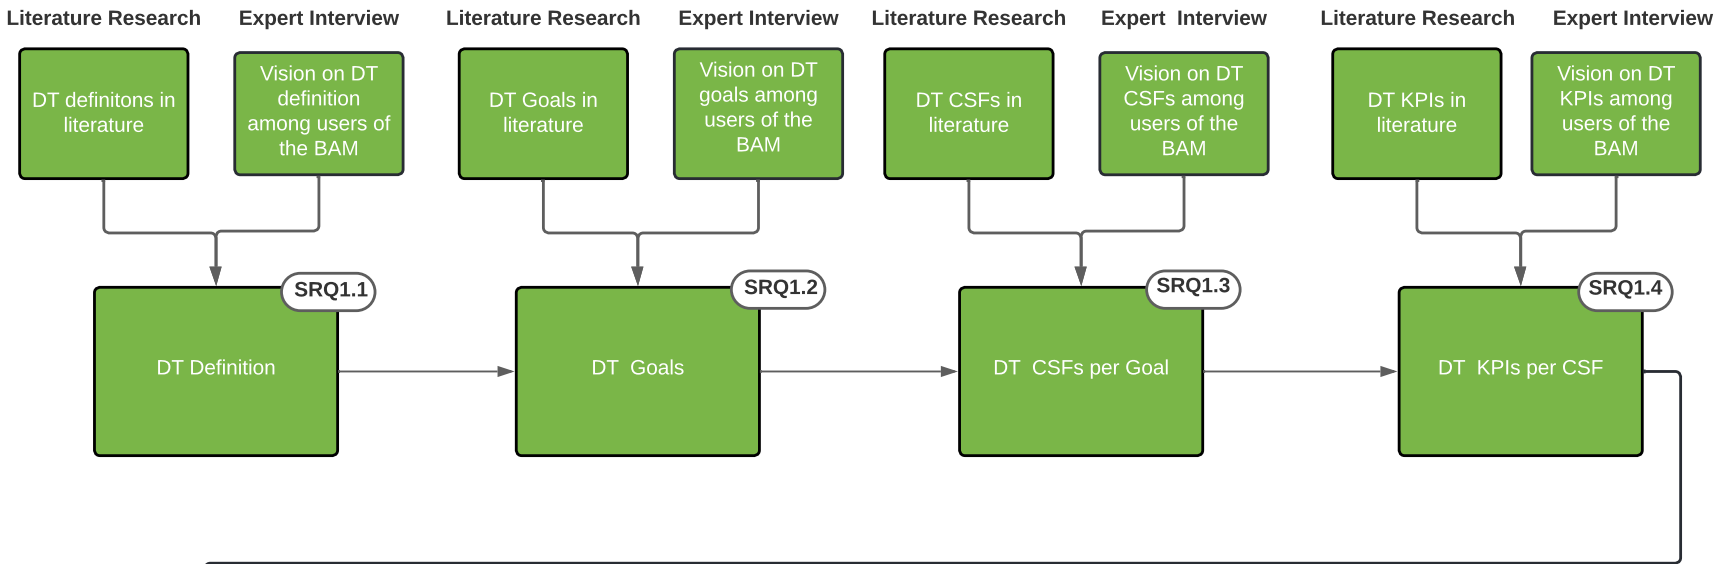 Literature Research
Expert Interview
Literature Research
Expert Interview
Literature Research
Expert  Interview
Literature Research
Expert Interview
DT definitons in
literature
Vision on DT
definition
among users of
the BAM
DT Goals in
literature
Vision on DT
goals among
users of the
BAM
DT CSFs in
literature
Vision on DT
CSFs among
users of the
BAM
DT KPIs in
literature
Vision on DT
KPIs among
users of the
BAM
SRQ1.1
DT Definition
SRQ1.2
DT  Goals
SRQ1.3
DT  CSFs per Goal
SRQ1.4
DT  KPIs per CSF